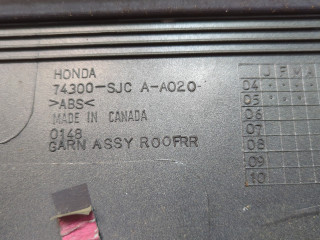 HONDA
74300-SJC A-A020-
>ABS<
MADE IN CANADA
0148
GARN ASSY ROOFRR
J F M A
04
05
06
07
08
09
10